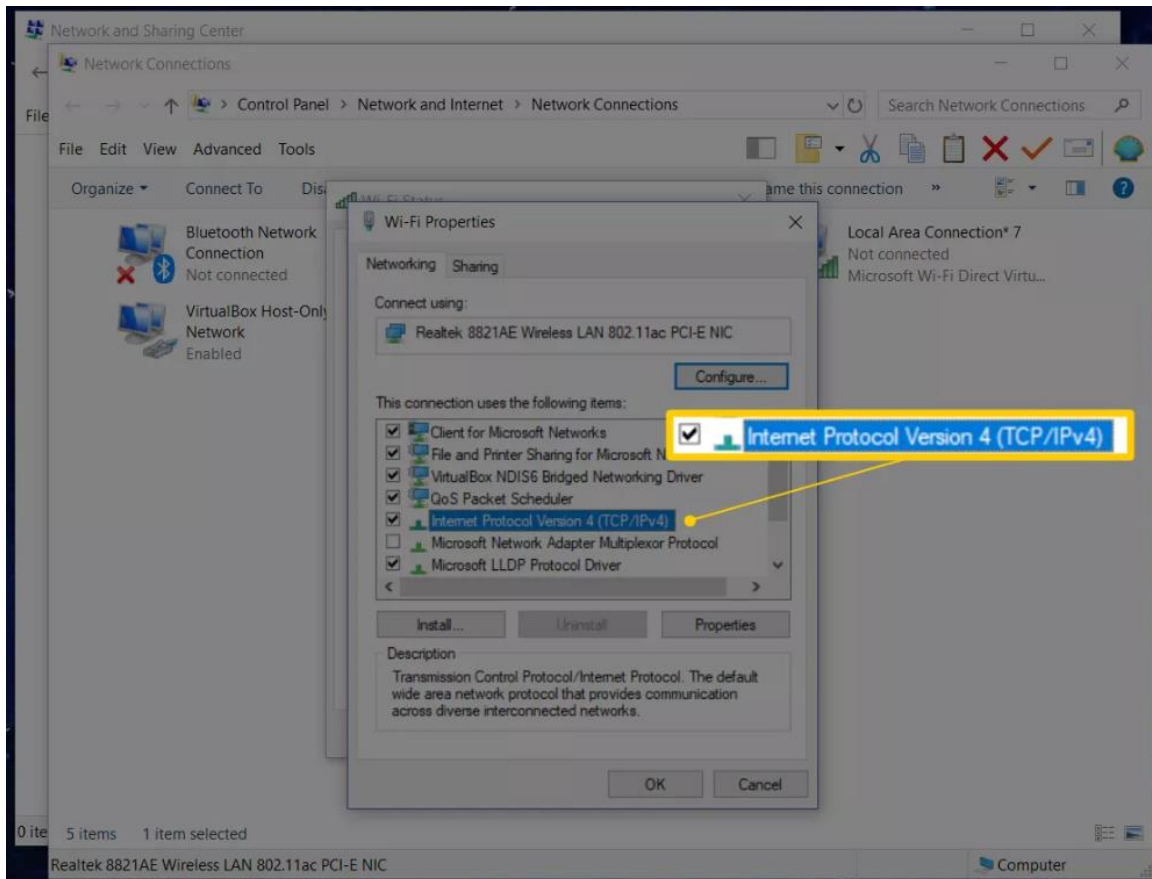 Network and Sharing Center
Network Connections
Control Panel > Network and Internet > Network Connections
Search Network Connections
File
File Edit View Advanced Tools
Organize Connect To
ame this connection »
Wi-Fi Status
Wi-Fi Properties
Bluetooth Network
Connection
Not connected
VirtualBox Host-Only
Network
Enabled
Local Area Connection* 7
Not connected
Microsoft Wi-Fi Direct Virtu...
Networking Sharing
Connect using:
Realtek 8821AE Wireless LAN 802.11ac PCI-E NIC
Configure...
This connection uses the following items:
Client for Microsoft Networks
File and Printer Sharing for Microsoft N
VirtualBox NDIS6 Bridged Networking Driver
QoS Packet Scheduler
Internet Protocol Version 4 (TCP/IPv4)
Microsoft Network Adapter Multiplexor Protocol
Microsoft LLDP Protocol Driver
Internet Protocol Version 4 (TCP/IPv4)
Install... Uninstall Properties
Description
Transmission Control Protocol/Internet Protocol. The default
wide area network protocol that provides communication
across diverse interconnected networks.
OK Cancel
0 ite
5 items 1 item selected
Realtek 8821AE Wireless LAN 802.11ac PCI-E NIC
Computer